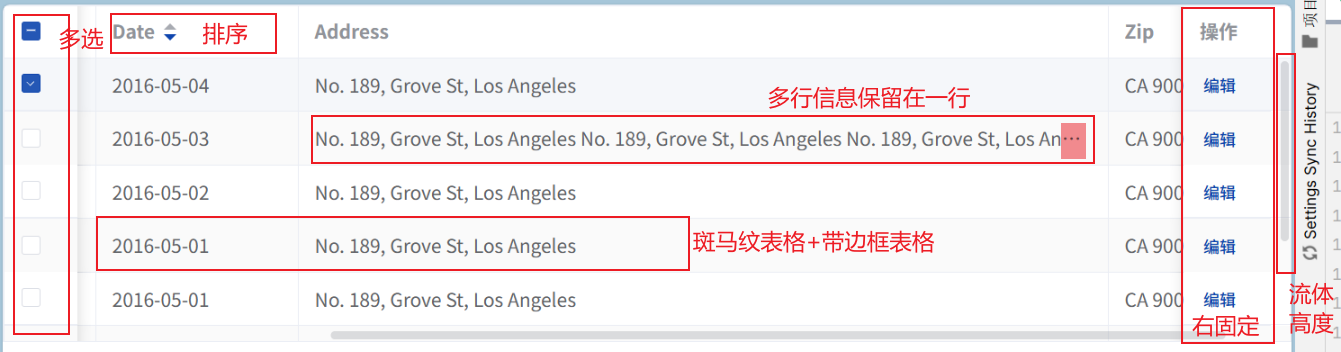 多选
Date 排序
Address
Zip
操作
2016-05-04
No. 189, Grove St, Los Angeles
CA 900
编辑
多行信息保留在一行
2016-05-03
No. 189, Grove St, Los Angeles No. 189, Grove St, Los Angeles No. 189, Grove St, Los An...
CA 900
编辑
2016-05-02
No. 189, Grove St, Los Angeles
CA 900
编辑
2016-05-01
No. 189, Grove St, Los Angeles
斑马纹表格+带边框表格
CA 900
编辑
2016-05-01
No. 189, Grove St, Los Angeles
CA 900
编辑
右固定
流体
高度
项目
Settings Sync History